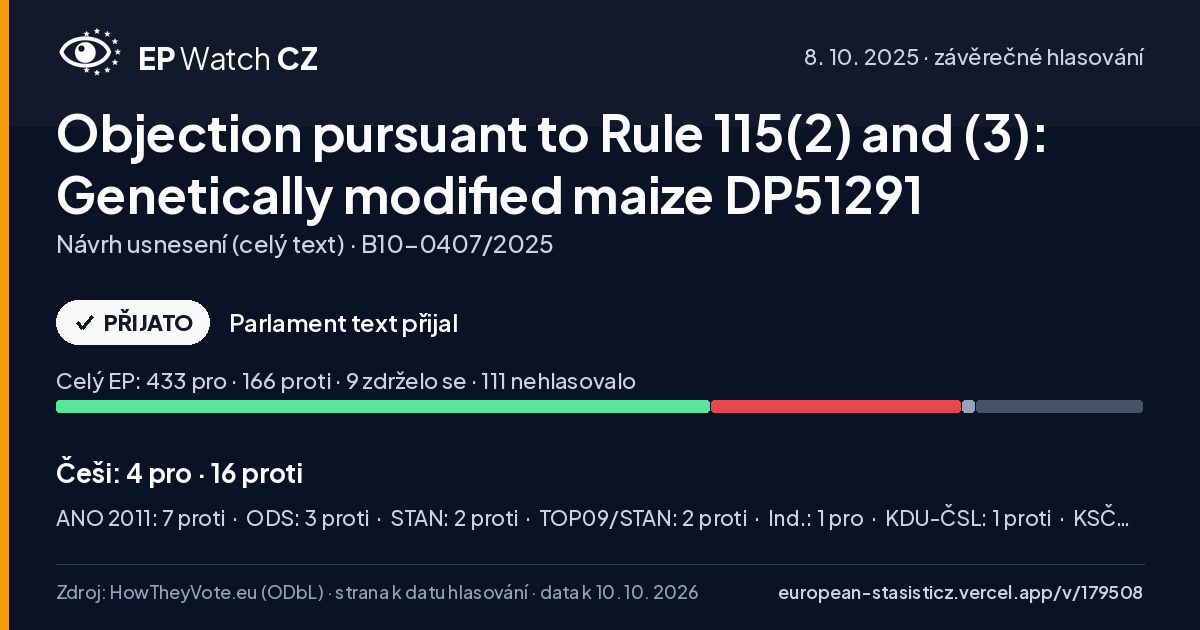 EP Watch CZ
8. 10. 2025 · závěrečné hlasování
Objection pursuant to Rule 115(2) and (3):
Genetically modified maize DP51291
Návrh usnesení (celý text) · B10-0407/2025
✓ PŘIJATO
Parlament text přijal
Celý EP: 433 pro · 166 proti · 9 zdrželo se · 111 nehlasovalo
Češi: 4 pro · 16 proti
ANO 2011: 7 proti · ODS: 3 proti · STAN: 2 proti · TOP09/STAN: 2 proti · Ind.: 1 pro · KDU-ČSL: 1 proti · KSČ…
Zdroj: HowTheyVote.eu (ODbL) · strana k datu hlasování · data k 10. 10. 2026
european-stasisticz.vercel.app/v/179508